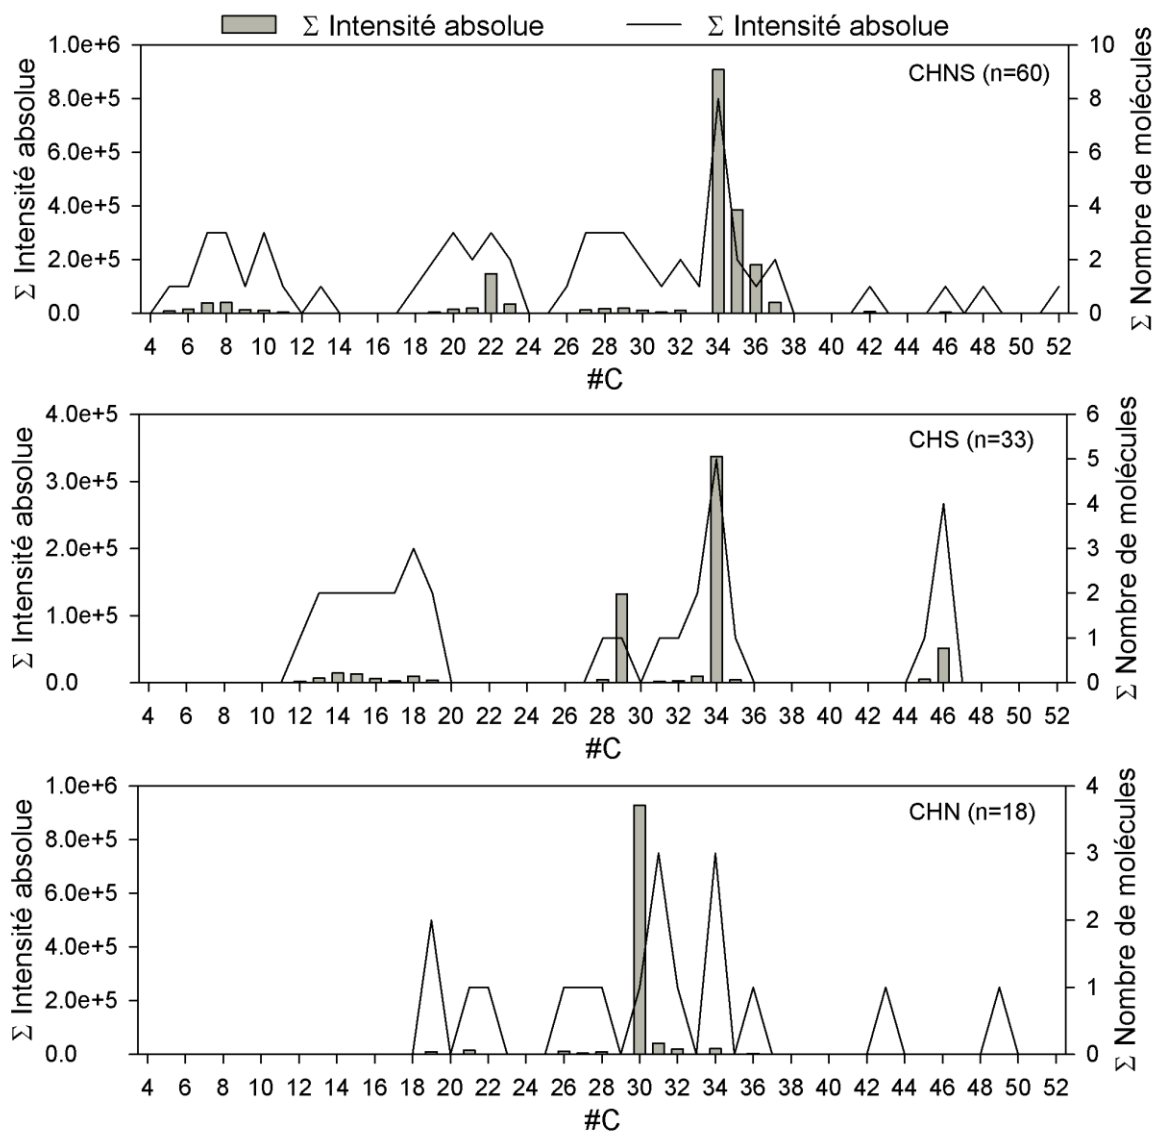 Σ Intensité absolue Σ Intensité absolue
CHNS (n=60)
Σ Intensité absolue
1.0e+6
8.0e+5
6.0e+5
4.0e+5
2.0e+5
0.0
10
8
6
4
2
0
Σ Nombre de molécules
4 6 8 10 12 14 16 18 20 22 24 26 28 30 32 34 36 38 40 42 44 46 48 50 52
#C
CHS (n=33)
Σ Intensité absolue
4.0e+5
3.0e+5
2.0e+5
1.0e+5
0.0
6
5
4
3
2
1
0
Σ Nombre de molécules
4 6 8 10 12 14 16 18 20 22 24 26 28 30 32 34 36 38 40 42 44 46 48 50 52
#C
CHN (n=18)
Σ Intensité absolue
1.0e+6
8.0e+5
6.0e+5
4.0e+5
2.0e+5
0.0
4
3
2
1
0
Σ Nombre de molécules
4 6 8 10 12 14 16 18 20 22 24 26 28 30 32 34 36 38 40 42 44 46 48 50 52
#C